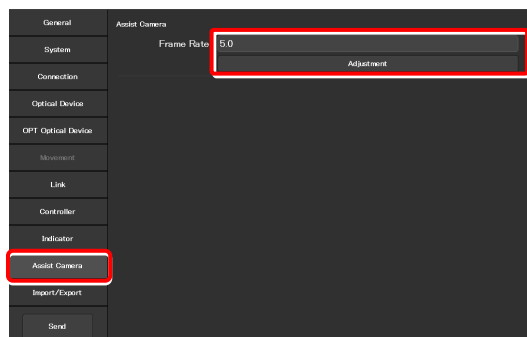 General
System
Connection
Optical Device
OPT Optical Device
Movement
Link
Controller
Indicator
Assist Camera
Import/Export
Send
Assist Camera
Frame Rate 5.0
Adjustment